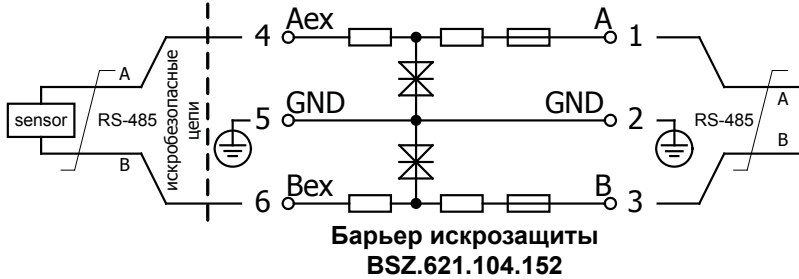 4 Aex A 1
A
sensor RS-485
B
искробезопасные
цепи
5 GND GND 2
RS-485
A
B
6 Bex B 3
Барьер искрозащиты
BSZ.621.104.152